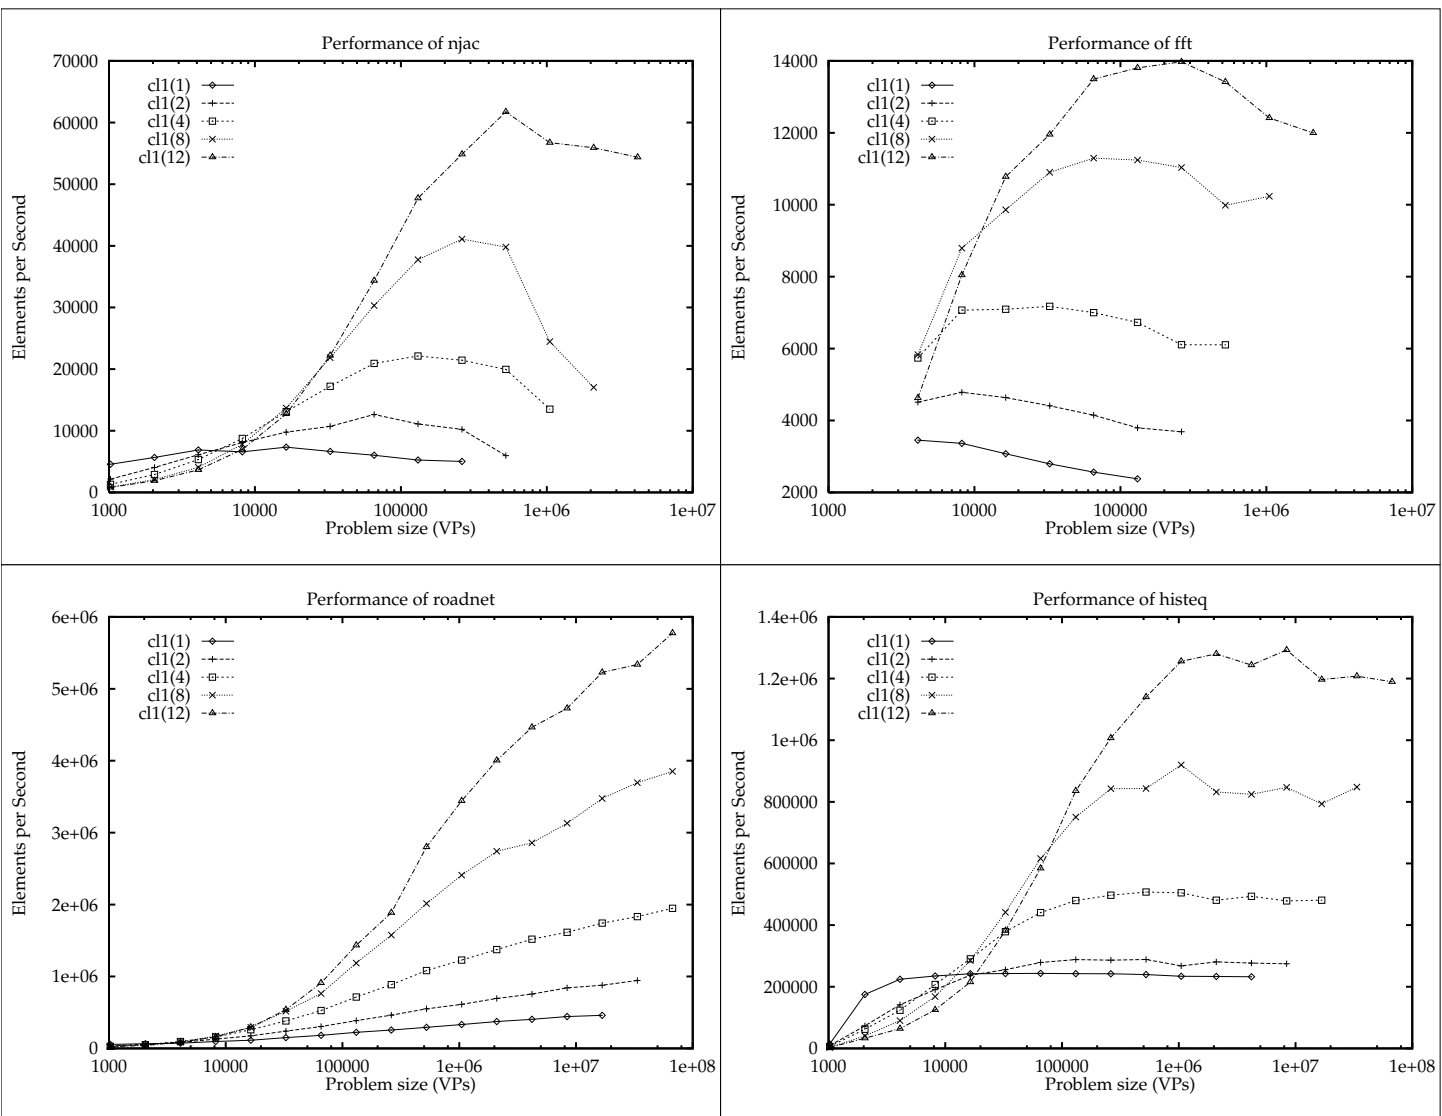 Performance of njac
70000
60000
50000
40000
30000
20000
10000
0
Elements per Second
cl1(1)
cl1(2)
cl1(4)
cl1(8)
cl1(12)
1000 10000 100000 1e+06 1e+07
Problem size (VPs)
Performance of fft
14000
12000
10000
8000
6000
4000
2000
Elements per Second
cl1(1)
cl1(2)
cl1(4)
cl1(8)
cl1(12)
1000 10000 100000 1e+06 1e+07
Problem size (VPs)
Performance of roadnet
6e+06
5e+06
4e+06
3e+06
2e+06
1e+06
0
Elements per Second
cl1(1)
cl1(2)
cl1(4)
cl1(8)
cl1(12)
1000 10000 100000 1e+06 1e+07 1e+08
Problem size (VPs)
Performance of histeq
1.4e+06
1.2e+06
1e+06
800000
600000
400000
200000
0
Elements per Second
cl1(1)
cl1(2)
cl1(4)
cl1(8)
cl1(12)
1000 10000 100000 1e+06 1e+07 1e+08
Problem size (VPs)